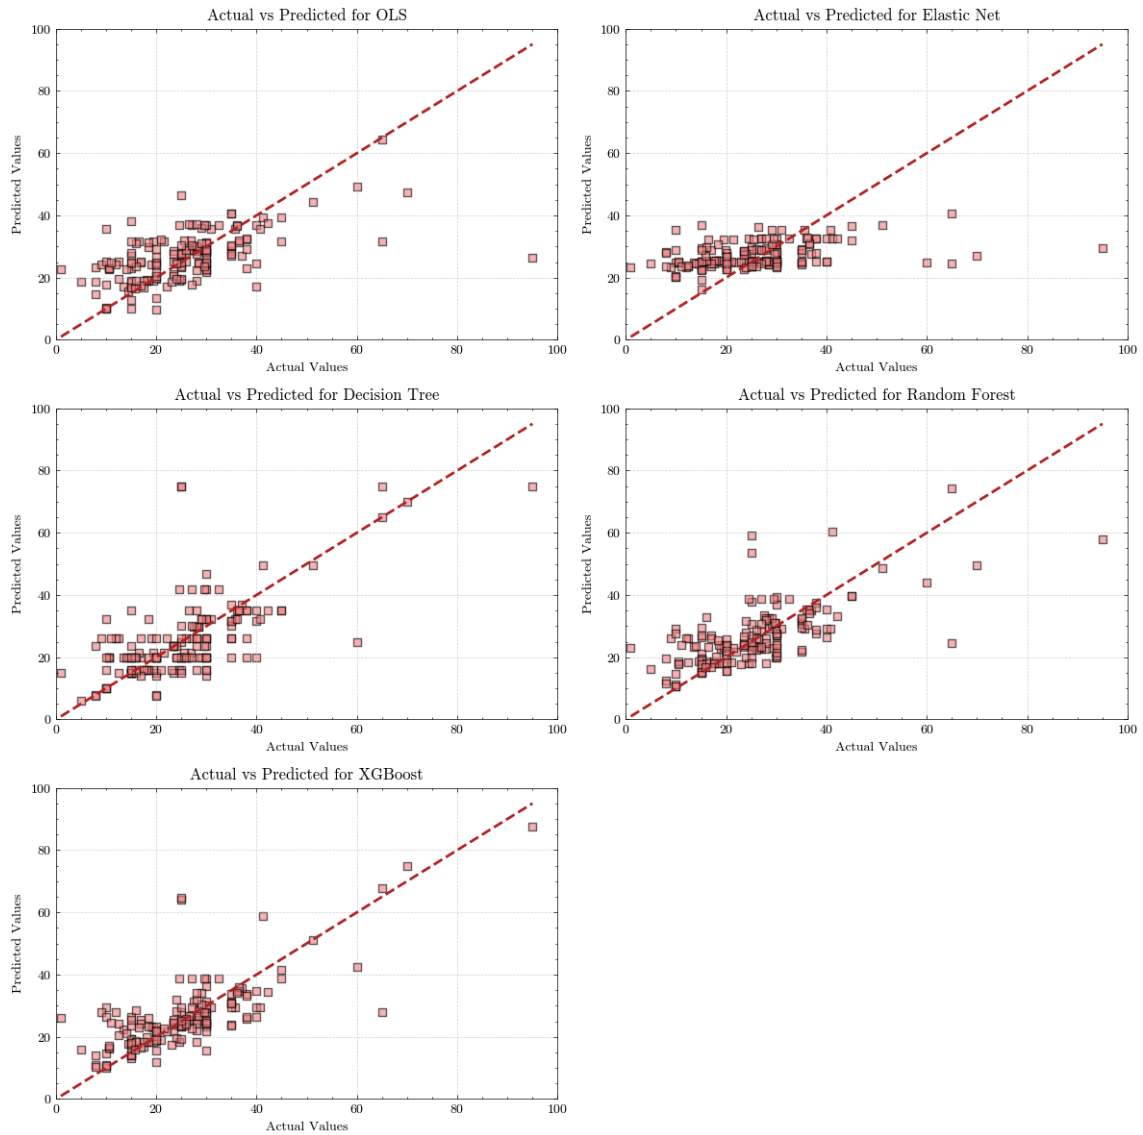 Actual vs Predicted for OLS
100
80
60
40
20
0
Predicted Values
0 20 40 60 80 100
Actual Values
Actual vs Predicted for Elastic Net
100
80
60
40
20
0
Predicted Values
0 20 40 60 80 100
Actual Values
Actual vs Predicted for Decision Tree
100
80
60
40
20
0
Predicted Values
0 20 40 60 80 100
Actual Values
Actual vs Predicted for Random Forest
100
80
60
40
20
0
Predicted Values
0 20 40 60 80 100
Actual Values
Actual vs Predicted for XGBoost
100
80
60
40
20
0
Predicted Values
0 20 40 60 80 100
Actual Values